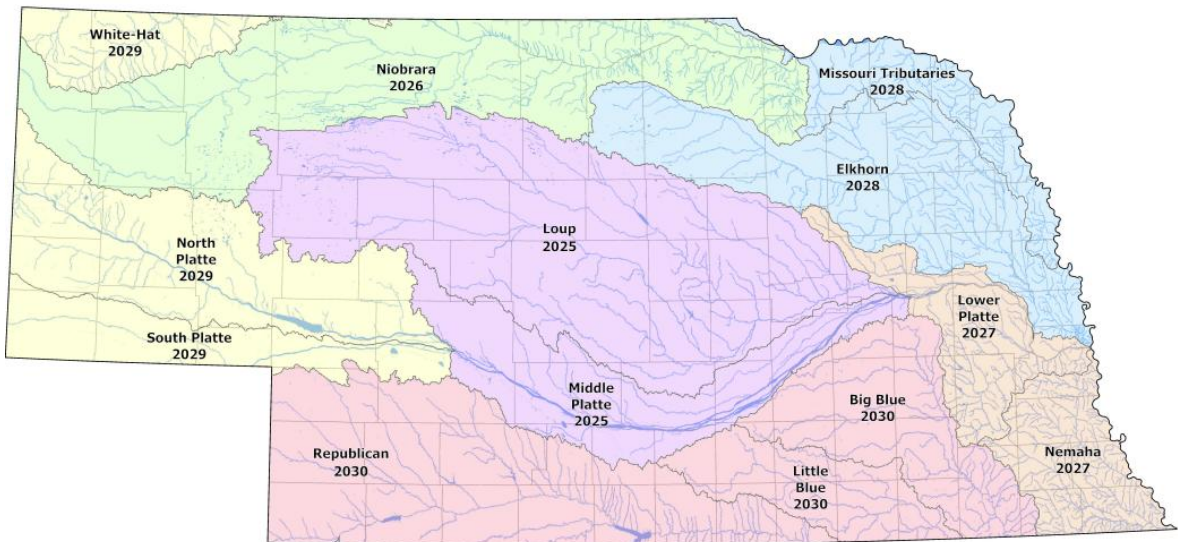 White-Hat
2029
Niobrara
2026
Missouri Tributaries
2028
Elkhorn
2028
Loup
2025
North
Platte
2029
Lower
Platte
2027
South Platte
2029
Middle
Platte
2025
Big Blue
2030
Republican
2030
Nemaha
2027
Little
Blue
2030